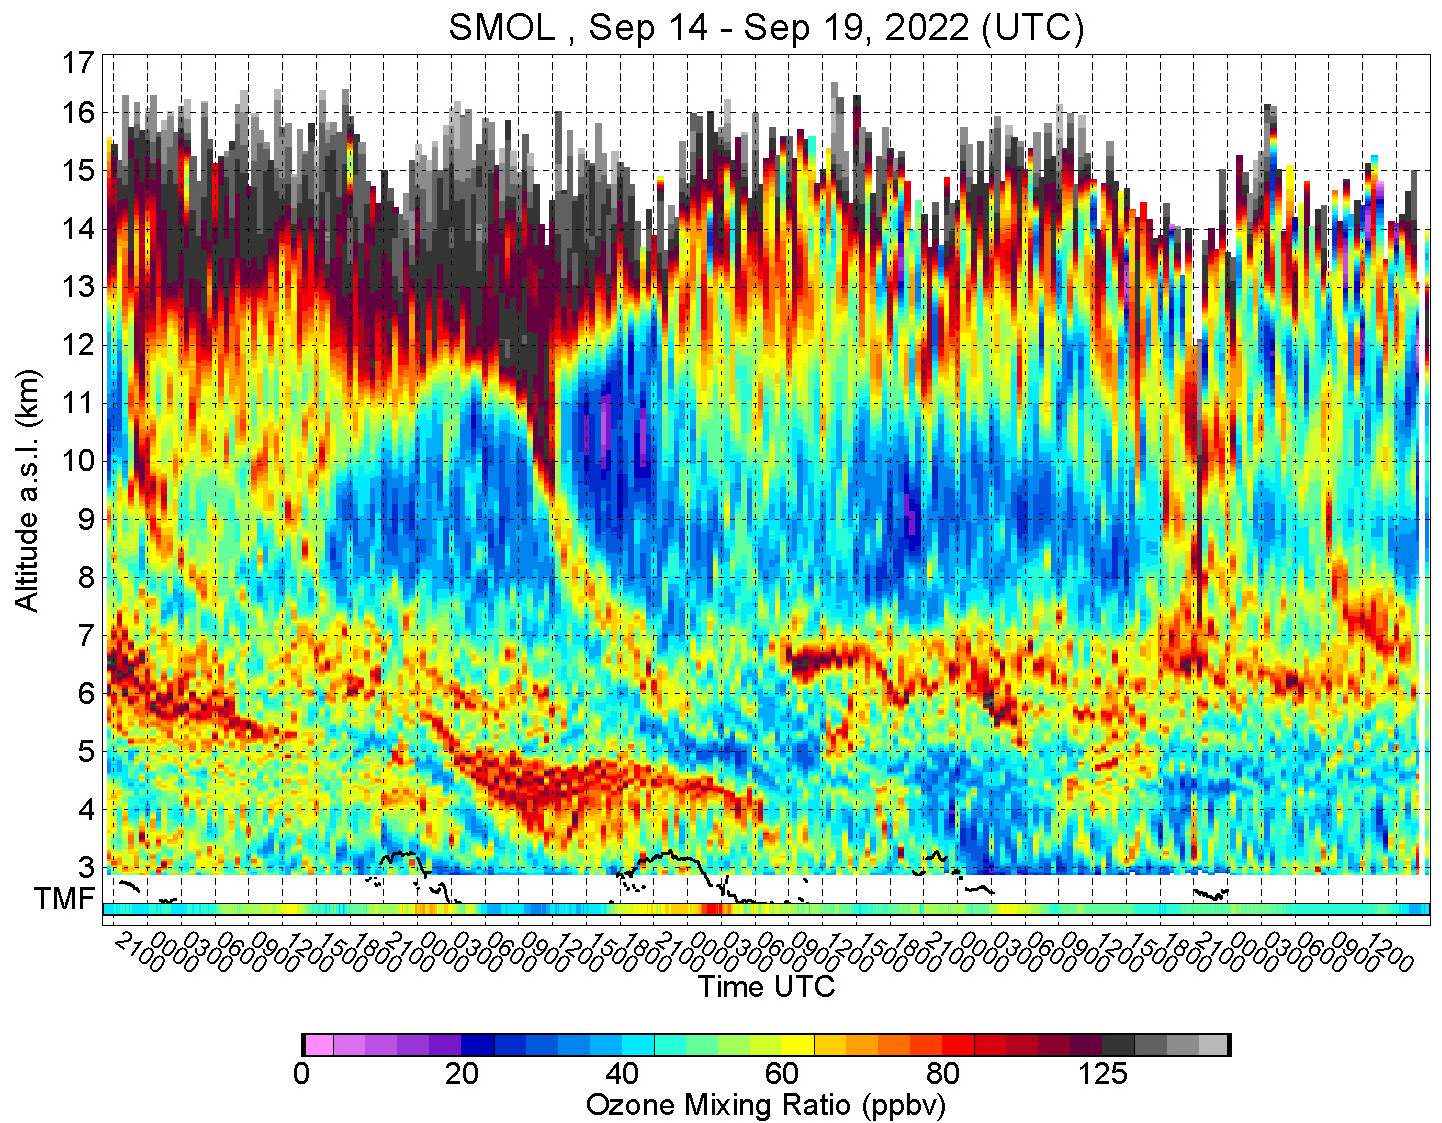 SMOL , Sep 14 - Sep 19, 2022 (UTC)
17
16
15
14
13
12
11
10
9
8
7
6
5
4
3
TMF
Altitude a.s.l. (km)
2100 0000 0300 0600 0900 1200 1500 1800 2100 0000 0300 0600 0900 1200 1500 1800 2100 0000 0300 0600 0900 1200 1500 1800 2100 0000 0300 0600 0900 1200 1500 1800 2100 0000 0300 0600 0900 1200
Time UTC
0 20 40 60 80 125
Ozone Mixing Ratio (ppbv)